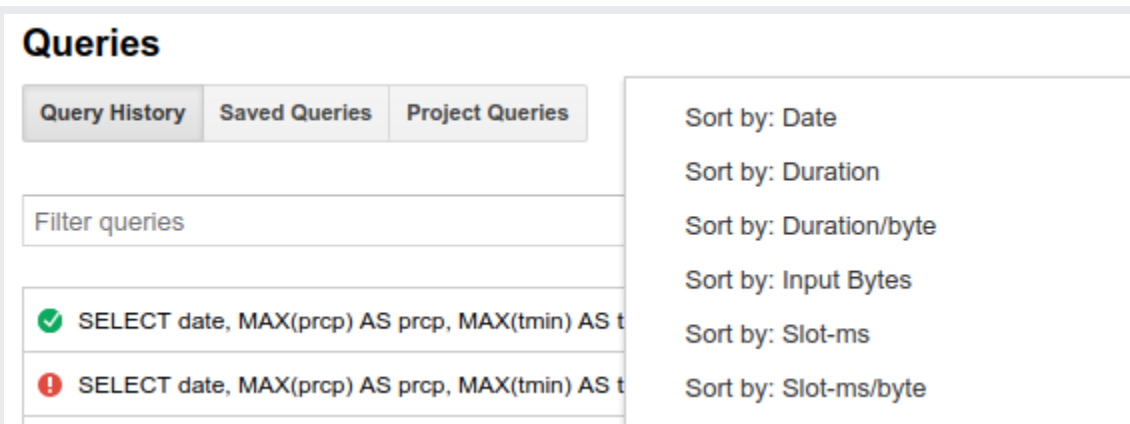 Queries
Query History Saved Queries Project Queries
Filter queries
SELECT date, MAX(prcp) AS prcp, MAX(tmin) AS t
SELECT date, MAX(prcp) AS prcp, MAX(tmin) AS t
Sort by: Date
Sort by: Duration
Sort by: Duration/byte
Sort by: Input Bytes
Sort by: Slot-ms
Sort by: Slot-ms/byte